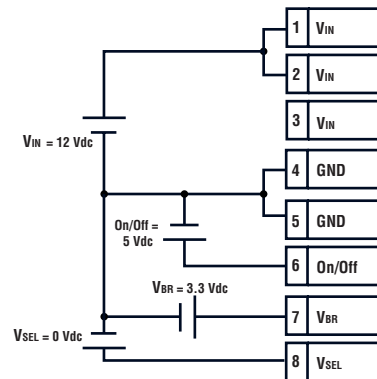 1 VIN
2 VIN
VIN = 12 Vdc
3 VIN
4 GND
On/Off =
5 Vdc
5 GND
6 On/Off
VBR = 3.3 Vdc
7 VBR
VSEL = 0 Vdc
8 VSEL